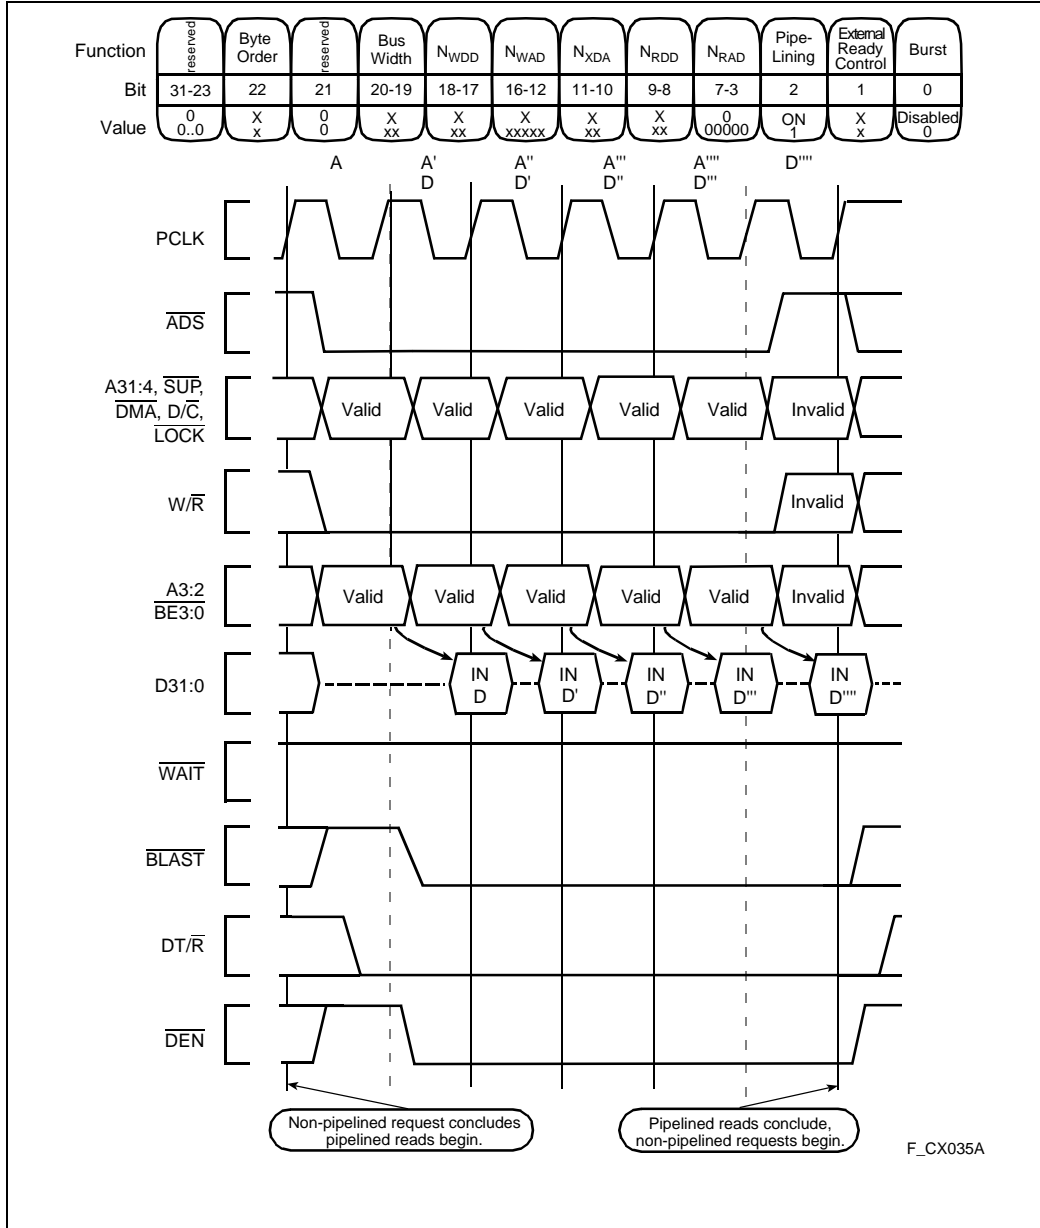 Function reserved Byte Order reserved Bus Width NWDD NWAD NXDA NRDD NRAD Pipe-Lining External Ready Control Burst
Bit 31-23 22 21 20-19 18-17 16-12 11-10 9-8 7-3 2 1 0
Value 0 X 0 X X X X X 0 ON X Disabled
0..0 x 0 xx xx xxxxx xx xx 00000 1 x 0
A A' A'' A''' A'''' D''''
D D' D'' D'''
PCLK
ADS
A31:4, SUP,
DMA, D/C,
LOCK
Valid Valid Valid Valid Valid Invalid
W/R
Invalid
A3:2
BE3:0
Valid Valid Valid Valid Valid Invalid
D31:0
IN IN IN IN IN
D D' D'' D''' D''''
WAIT
BLAST
DT/R
DEN
Non-pipelined request concludes
pipelined reads begin.
Pipelined reads conclude,
non-pipelined requests begin.
F_CX035A